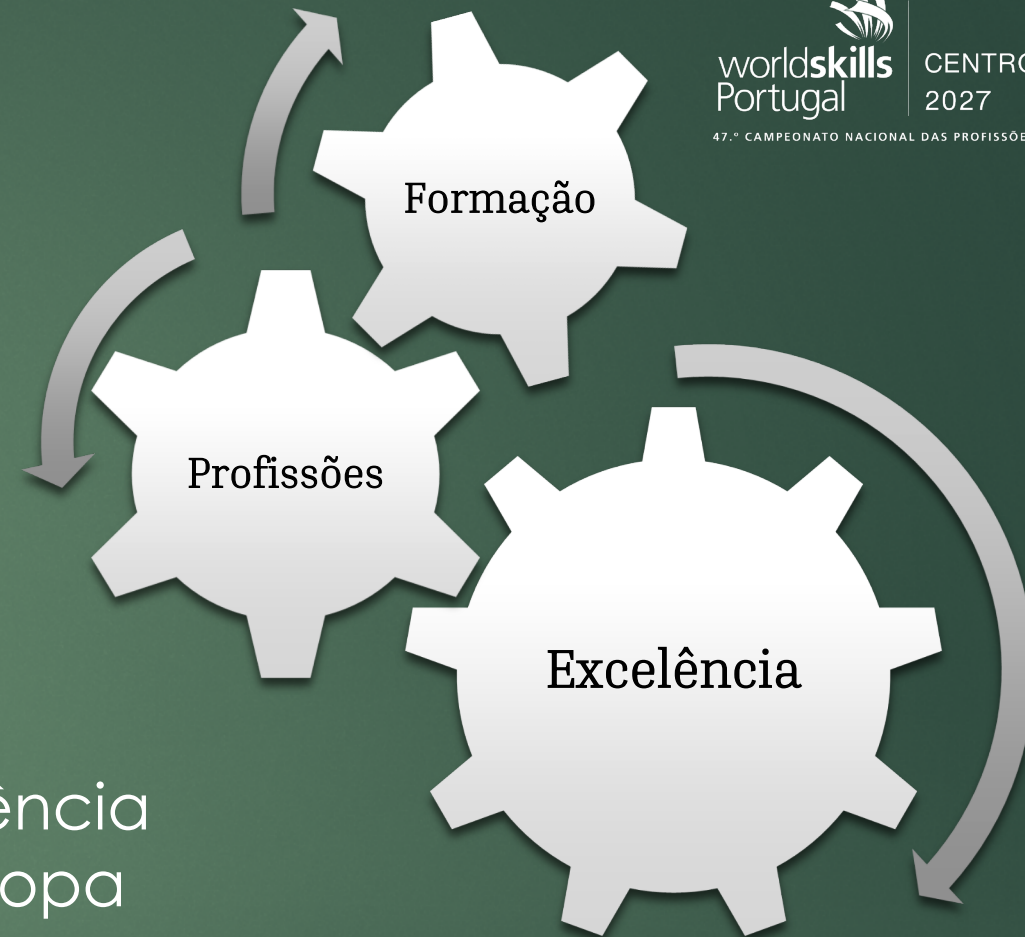 worldskills
Portugal
CENTRO
2027
47.º CAMPEONATO NACIONAL DAS PROFISSÕE
Formação
Profissões
Excelência
ência
opa